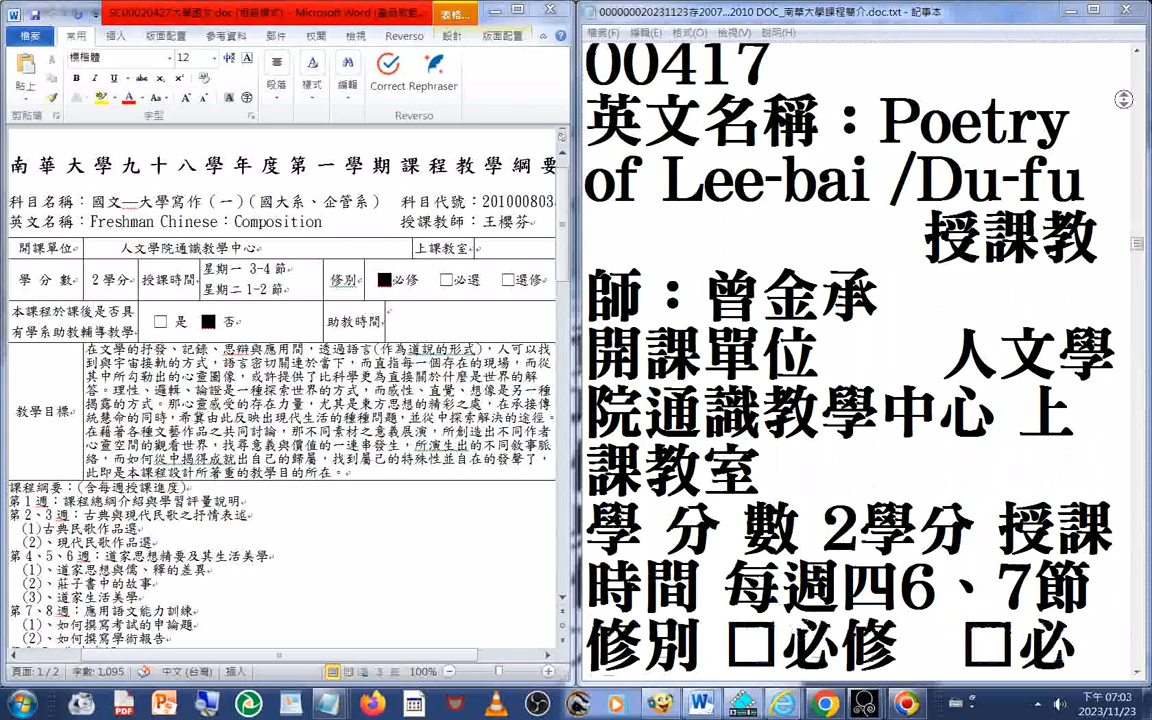 SC00020427大學國文.doc [相容模式] - Microsoft Word (產品啟動...
表格...
檔案 常用 插入 版面配置 參考資料 郵件 校閱 檢視 Reverso 設計 版面配置
標楷體 12
貼上
段落 樣式 編輯 Correct Rephraser
剪貼簿 字型 Reverso
南華大學九十八學年度第一學期課程教學綱要
科目名稱：國文—大學寫作(一)(國大系、企管系) 科目代號：201000803
英文名稱：Freshman Chinese：Composition 授課教師：王櫻芬
開課單位 人文學院通識教學中心 上課教室
學 分 數 2學分 授課時間 星期一 3-4節 修別 ■必修 □必選 □選修
星期二 1-2節
本課程於課後是否具有學系助教輔導教學 □ 是 ■ 否 助教時間
教學目標
在文學的抒發、記錄、思辯與應用間，透過語言(作為道說的形式)，人可以找
到與宇宙接軌的方式，語言密切關連於當下，而直指每一個存在的現場，而從
其中所勾勒出的心靈圖像，或許提供了比科學更為直接關於什麼是世界的解
答。理性、邏輯、論證是一種探索世界的方式，而感性、直覺、想像是另一種
揭露的方式。那心靈感受的存在力量，尤其是東方思想的精彩之處，在承接傳
統慧命的同時，希冀由此反映出現代生活的種種問題，並從中探索解決的途徑。
在藉著各種文藝作品之共同討論，那不同素材之意義展演，所創造出不同作者
心靈空間的觀看世界，找尋意義與價值的一連串發生，所演生出的不同敘事脈
絡，而如何從中揭得成就出自己的歸屬，找到屬己的特殊性並自在的發聲了，
此即是本課程設計所著重的教學目的所在。
課程綱要：(含每週授課進度)
第1週：課程總綱介紹與學習評量說明
第2、3週：古典與現代民歌之抒情表述
(1)古典民歌作品選
(2)、現代民歌作品選
第4、5、6週：道家思想精要及其生活美學
(1)、道家思想與儒、釋的差異
(2)、莊子書中的故事
(3)、道家生活美學
第7、8週：應用語文能力訓練
(1)、如何撰寫考試的申論題
(2)、如何撰寫學術報告
頁面: 1/2 字數: 1,095 中文(台灣) 插入 100%
000000020231123存2007...2010 DOC_南華大學課程簡介.doc.txt - 記事本
檔案(F) 編輯(E) 格式(O) 檢視(V) 說明(H)
00417
英文名稱：Poetry
of Lee-bai /Du-fu
授課教
師：曾金承
開課單位 人文學
院通識教學中心 上
課教室
學 分 數 2學分 授課
時間 每週四6、7節
修別 □必修 □必
下午 07:03
2023/11/23